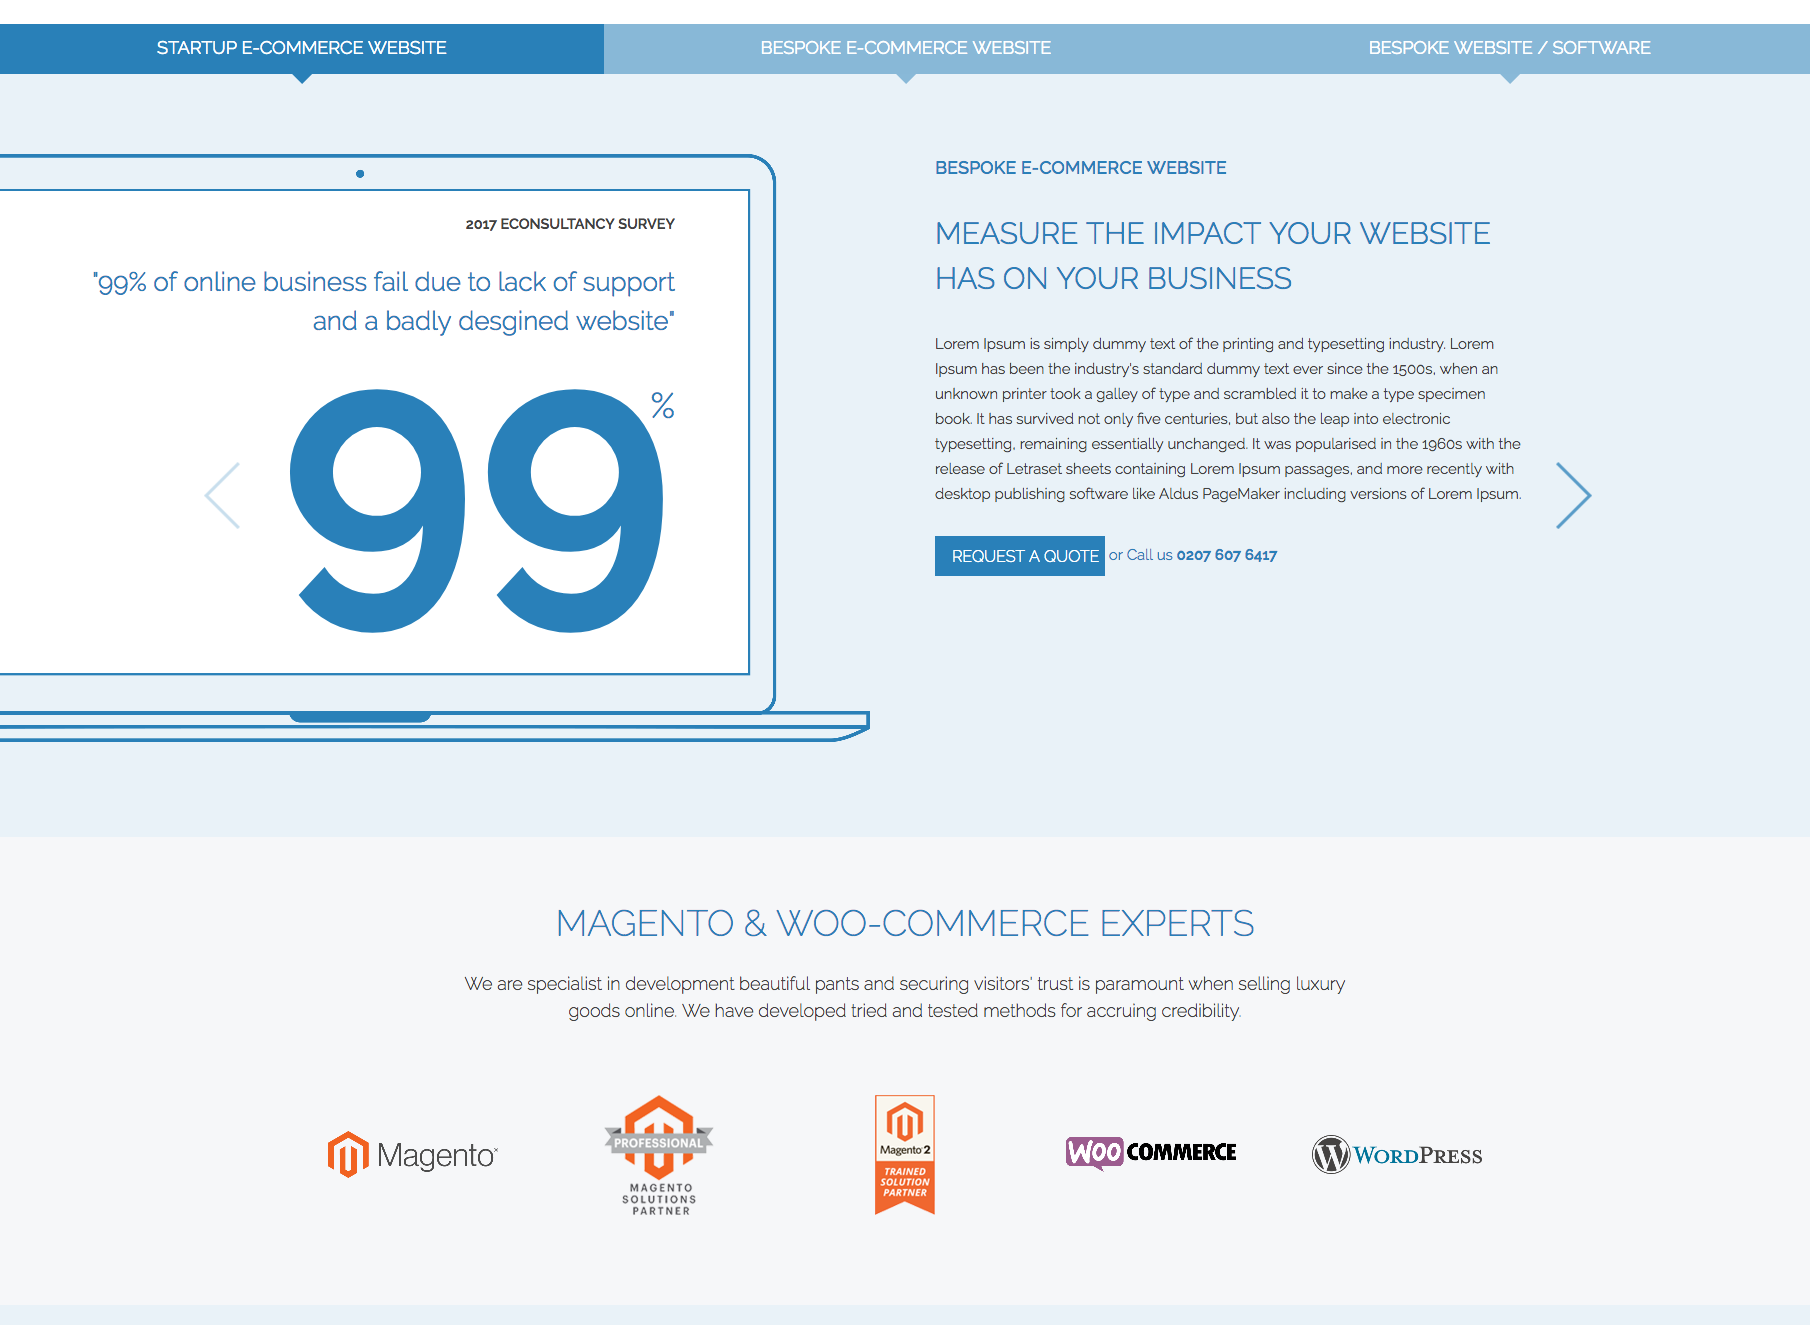 STARTUP E-COMMERCE WEBSITE
BESPOKE E-COMMERCE WEBSITE
BESPOKE WEBSITE / SOFTWARE
2017 ECONSULTANCY SURVEY
"99% of online business fail due to lack of support
and a badly desgined website"
99%
BESPOKE E-COMMERCE WEBSITE
MEASURE THE IMPACT YOUR WEBSITE
HAS ON YOUR BUSINESS
Lorem Ipsum is simply dummy text of the printing and typesetting industry. Lorem
Ipsum has been the industry's standard dummy text ever since the 1500s, when an
unknown printer took a galley of type and scrambled it to make a type specimen
book. It has survived not only five centuries, but also the leap into electronic
typesetting, remaining essentially unchanged. It was popularised in the 1960s with the
release of Letraset sheets containing Lorem Ipsum passages, and more recently with
desktop publishing software like Aldus PageMaker including versions of Lorem Ipsum.
REQUEST A QUOTE or Call us 0207 607 6417
MAGENTO & WOO-COMMERCE EXPERTS
We are specialist in development beautiful pants and securing visitors' trust is paramount when selling luxury
goods online. We have developed tried and tested methods for accruing credibility.
Magento
PROFESSIONAL
MAGENTO
SOLUTIONS
PARTNER
Magento 2
TRAINED
SOLUTION
PARTNER
WOO COMMERCE
WORDPRESS